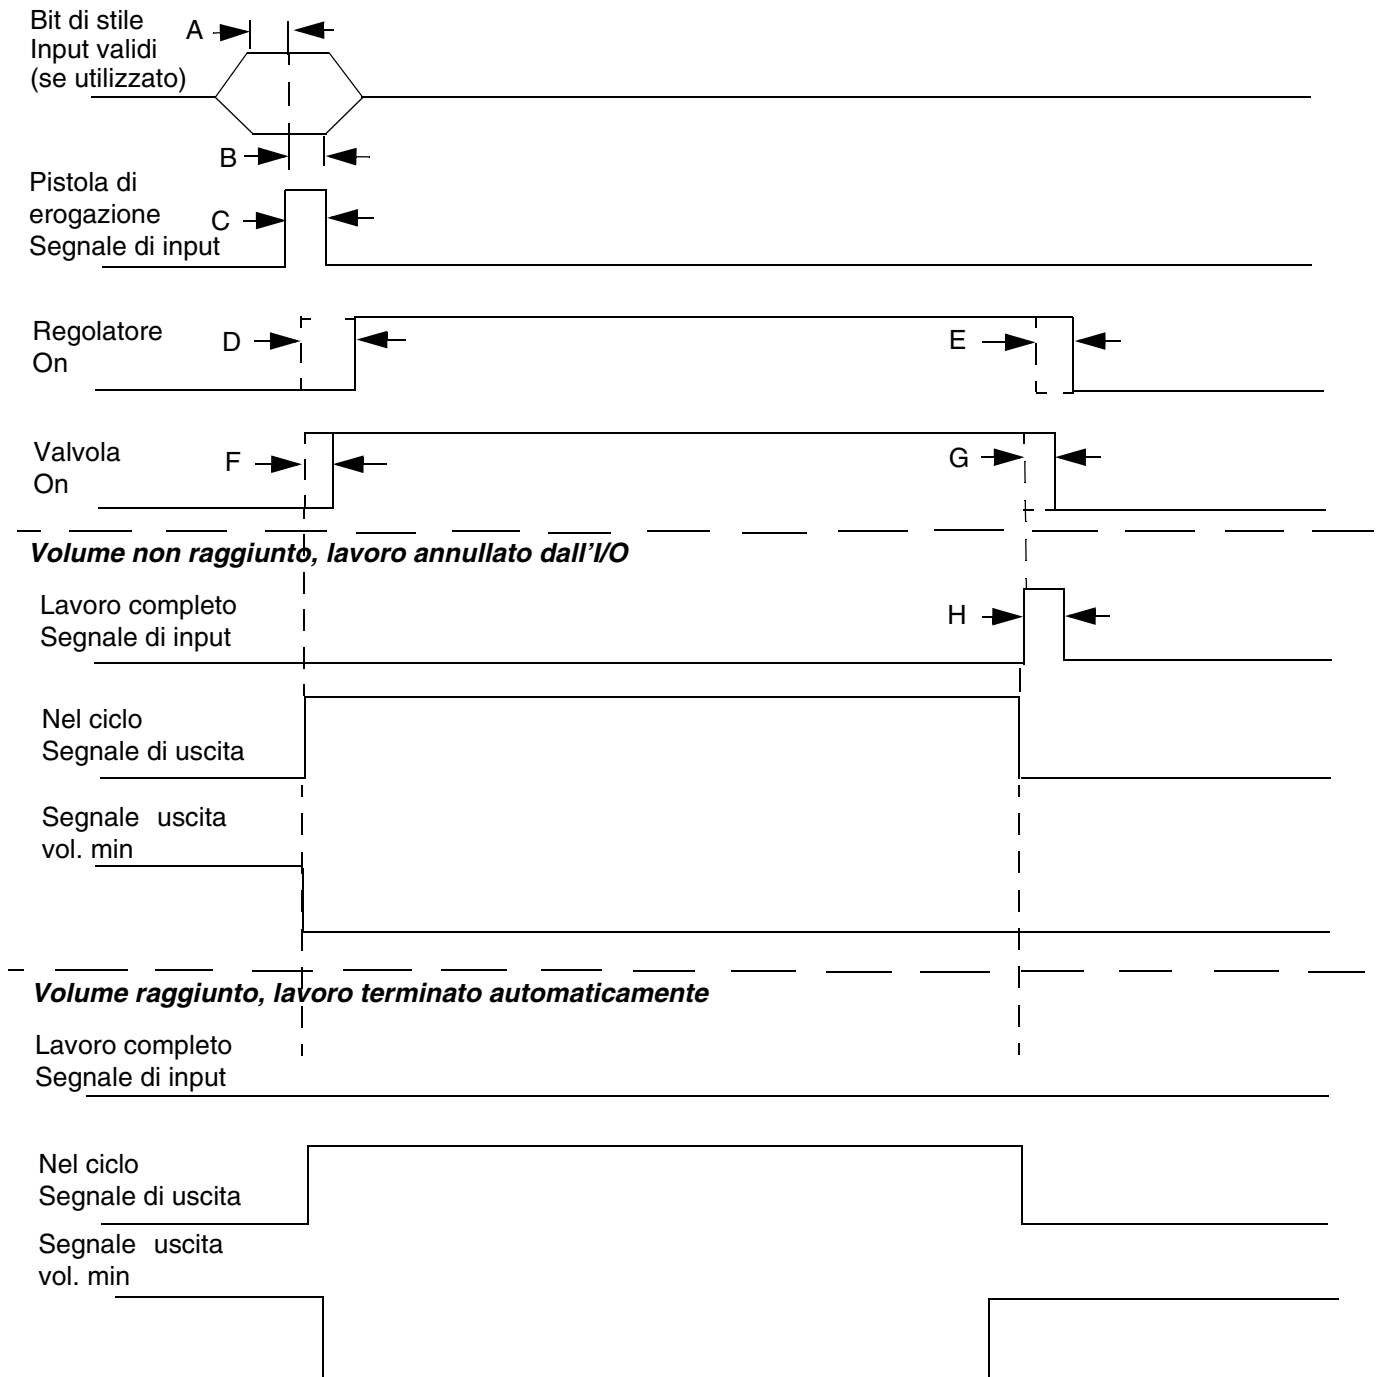 Bit di stile
Input validi
(se utilizzato)
A
B
Pistola di
erogazione
Segnale di input
C
Regolatore
On
D
E
Valvola
On
F
G
Volume non raggiunto, lavoro annullato dall'I/O
Lavoro completo
Segnale di input
H
Nel ciclo
Segnale di uscita
Segnale uscita
vol. min
Volume raggiunto, lavoro terminato automaticamente
Lavoro completo
Segnale di input
Nel ciclo
Segnale di uscita
Segnale uscita
vol. min